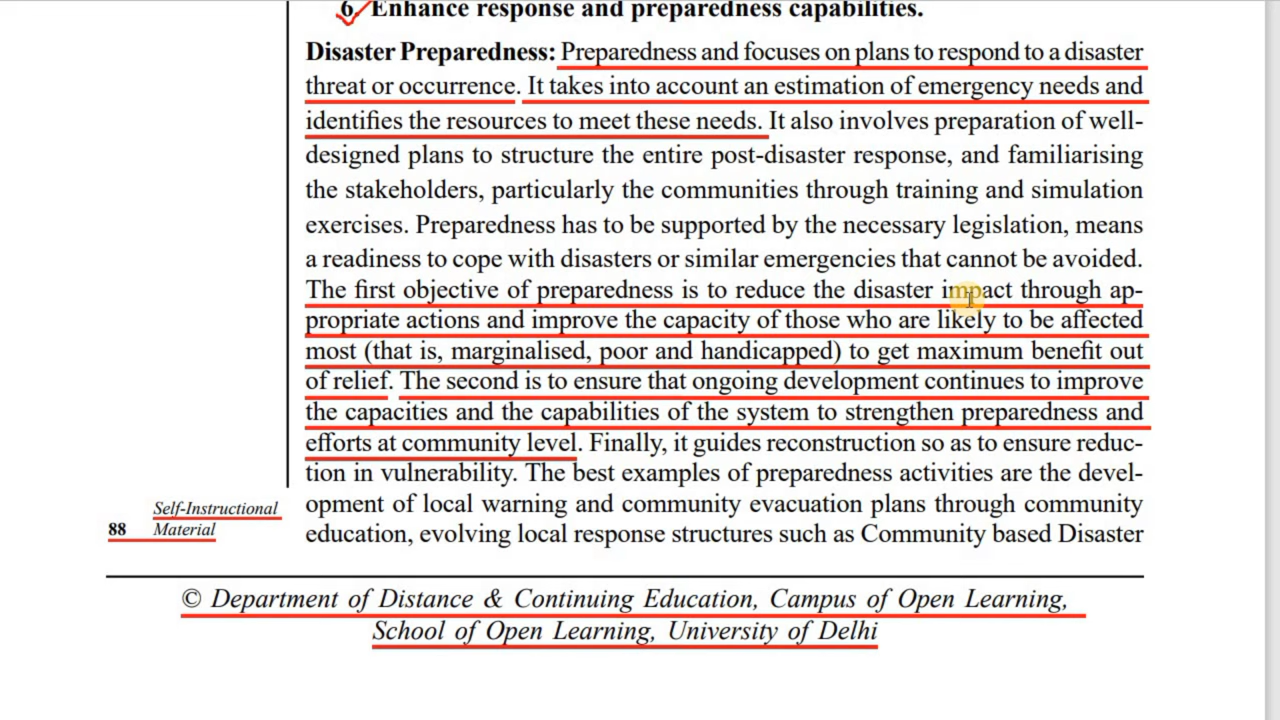 6. Enhance response and preparedness capabilities.
Disaster Preparedness: Preparedness and focuses on plans to respond to a disaster
threat or occurrence. It takes into account an estimation of emergency needs and
identifies the resources to meet these needs. It also involves preparation of well-
designed plans to structure the entire post-disaster response, and familiarising
the stakeholders, particularly the communities through training and simulation
exercises. Preparedness has to be supported by the necessary legislation, means
a readiness to cope with disasters or similar emergencies that cannot be avoided.
The first objective of preparedness is to reduce the disaster impact through ap-
propriate actions and improve the capacity of those who are likely to be affected
most (that is, marginalised, poor and handicapped) to get maximum benefit out
of relief. The second is to ensure that ongoing development continues to improve
the capacities and the capabilities of the system to strengthen preparedness and
efforts at community level. Finally, it guides reconstruction so as to ensure reduc-
tion in vulnerability. The best examples of preparedness activities are the devel-
opment of local warning and community evacuation plans through community
education, evolving local response structures such as Community based Disaster
Self-Instructional
88 Material
© Department of Distance & Continuing Education, Campus of Open Learning,
School of Open Learning, University of Delhi